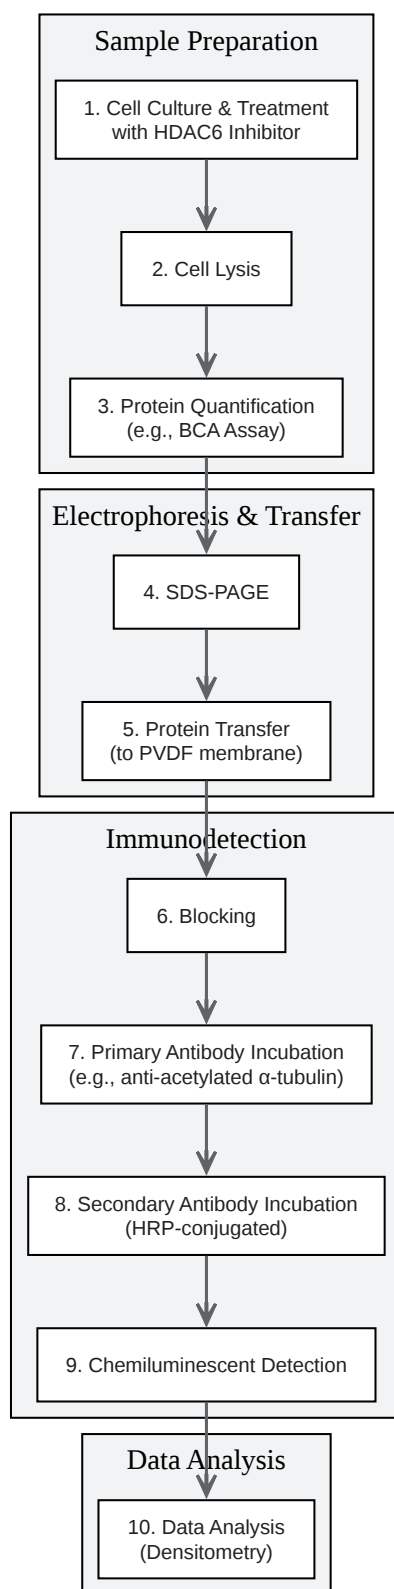 Sample Preparation
1. Cell Culture & Treatment
with HDAC6 Inhibitor
2. Cell Lysis
3. Protein Quantification
(e.g., BCA Assay)
Electrophoresis & Transfer
4. SDS-PAGE
5. Protein Transfer
(to PVDF membrane)
Immunodetection
6. Blocking
7. Primary Antibody Incubation
(e.g., anti-acetylated α-tubulin)
8. Secondary Antibody Incubation
(HRP-conjugated)
9. Chemiluminescent Detection
Data Analysis
10. Data Analysis
(Densitometry)